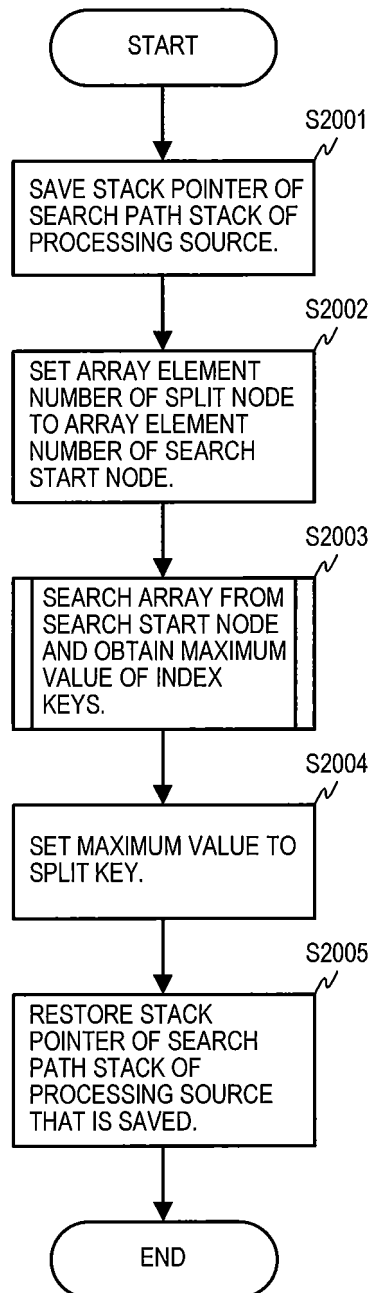 START
S2001
SAVE STACK POINTER OF
SEARCH PATH STACK OF
PROCESSING SOURCE.
S2002
SET ARRAY ELEMENT
NUMBER OF SPLIT NODE
TO ARRAY ELEMENT
NUMBER OF SEARCH
START NODE.
S2003
SEARCH ARRAY FROM
SEARCH START NODE
AND OBTAIN MAXIMUM
VALUE OF INDEX
KEYS.
S2004
SET MAXIMUM VALUE TO
SPLIT KEY.
S2005
RESTORE STACK
POINTER OF SEARCH
PATH STACK OF
PROCESSING SOURCE
THAT IS SAVED.
END